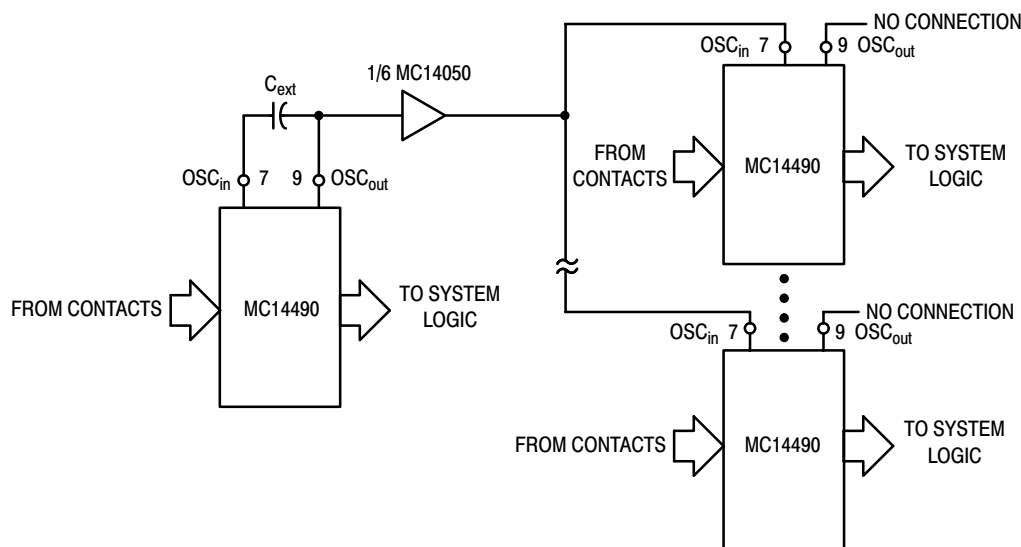 NO CONNECTION
OSCin 7
9 OSCout
1/6 MC14050
Cext
FROM
CONTACTS
MC14490
TO SYSTEM
LOGIC
OSCin 7
9 OSCout
FROM CONTACTS
MC14490
TO SYSTEM
LOGIC
NO CONNECTION
OSCin 7
9 OSCout
FROM CONTACTS
MC14490
TO SYSTEM
LOGIC